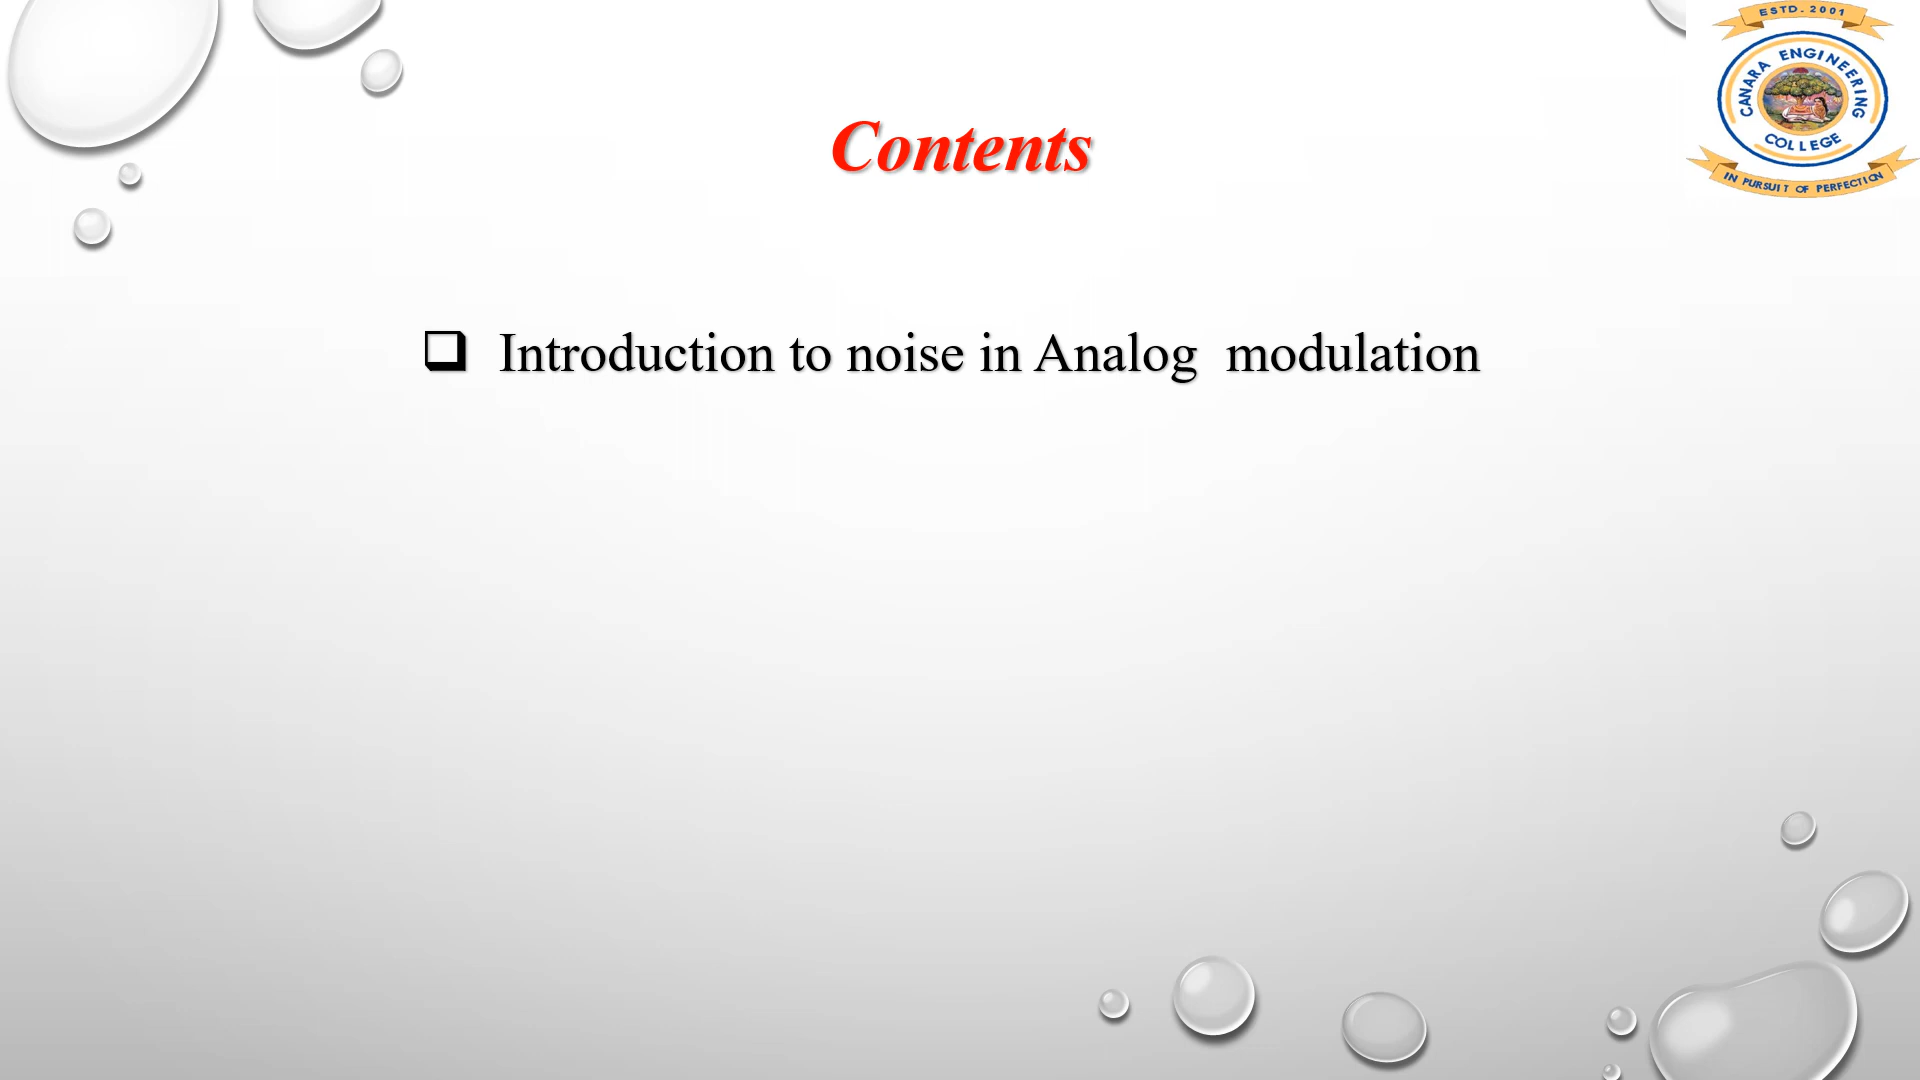 ESTD. 2001
CANARA ENGINEERING
COLLEGE
IN PURSUIT OF PERFECTION
Contents
❑ Introduction to noise in Analog  modulation